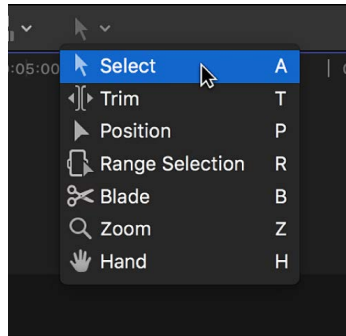 :05:00
Select A
Trim T
Position P
Range Selection R
Blade B
Zoom Z
Hand H